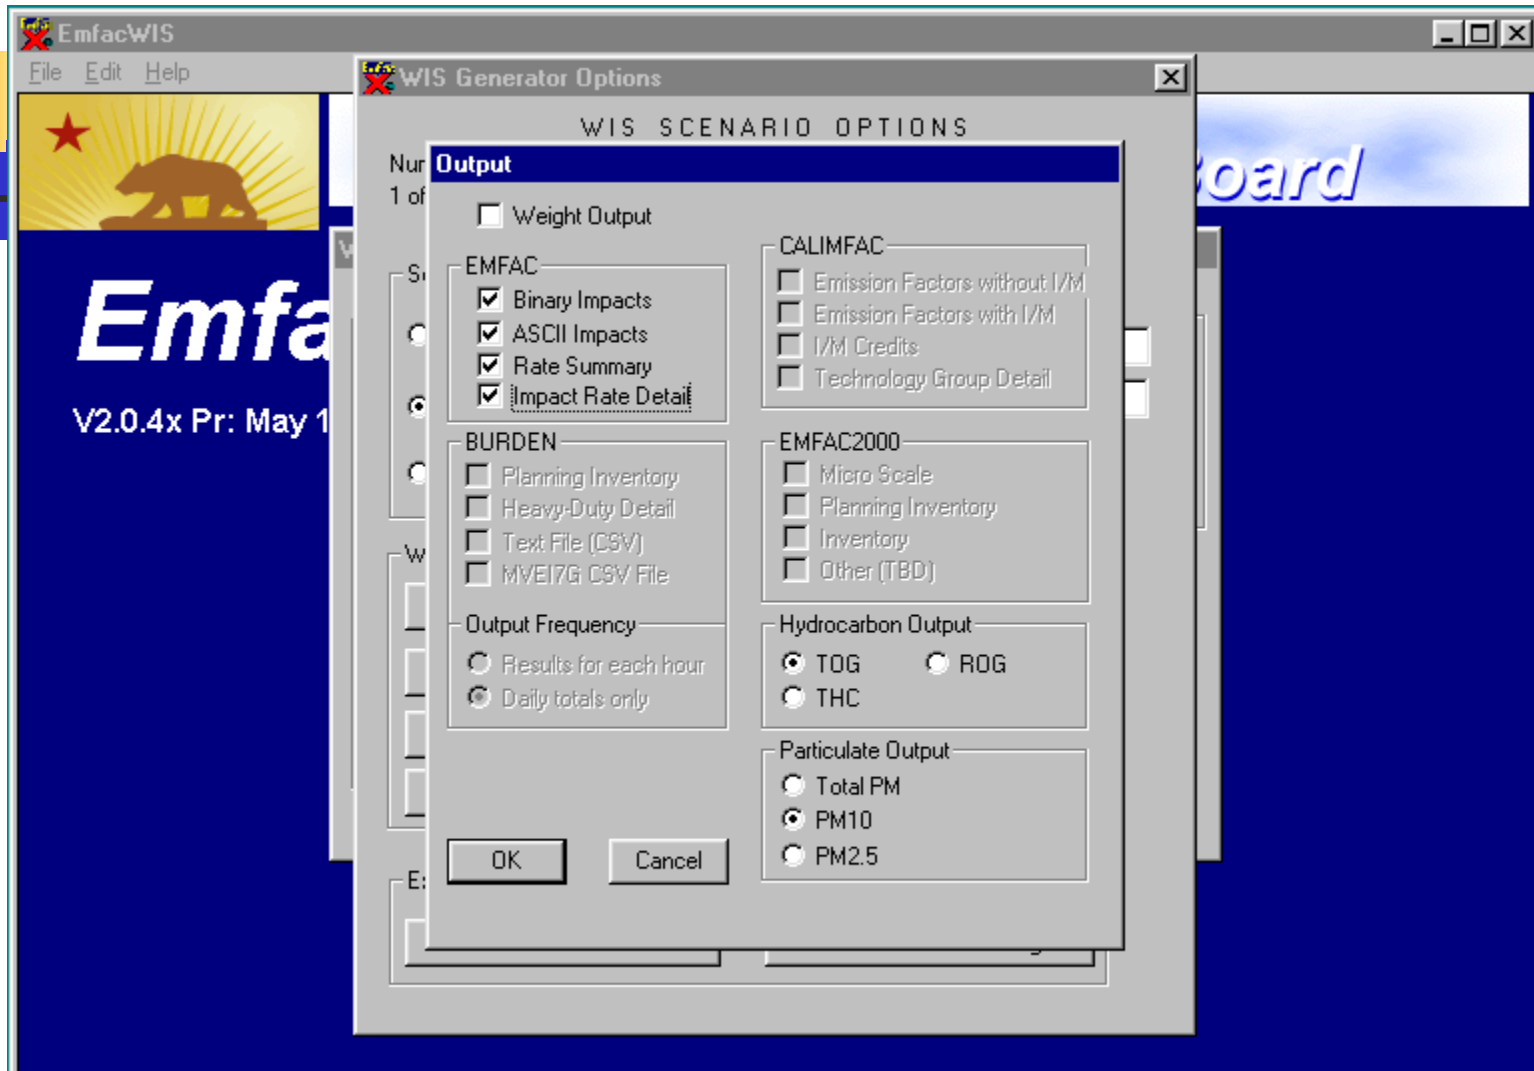 EmfacWIS
File Edit Help
WIS Generator Options
WIS SCENARIO OPTIONS
Board
1 of
Output
Weight Output
EMFAC
Binary Impacts
ASCII Impacts
Rate Summary
Impact Rate Detail
CALIMFAC
Emission Factors without I/M
Emission Factors with I/M
I/M Credits
Technology Group Detail
BURDEN
Planning Inventory
Heavy-Duty Detail
Text File (CSV)
MVEI7G CSV File
EMFAC2000
Micro Scale
Planning Inventory
Inventory
Other (TBD)
Output Frequency
Results for each hour
Daily totals only
Hydrocarbon Output
TOG ROG
THC
Particulate Output
Total PM
PM10
PM2.5
OK Cancel
Emfa
V2.0.4x Pr: May 1